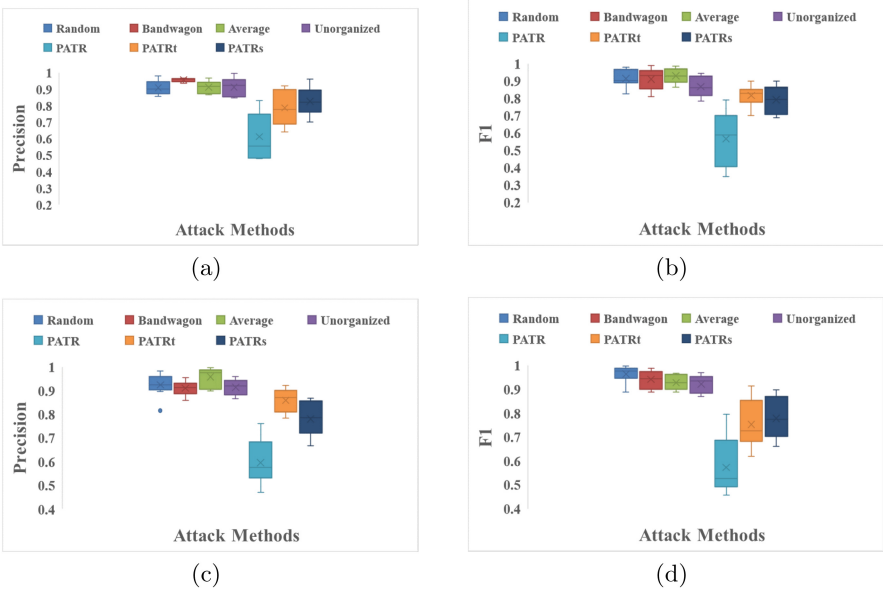 Random Bandwagon Average Unorganized
PATR PATRt PATRs
1
0.9
0.8
0.7
0.6
0.5
0.4
0.3
0.2
Precision
Attack Methods
(a)
Random Bandwagon Average Unorganized
PATR PATRt PATRs
1
0.9
0.8
0.7
0.6
0.5
0.4
0.3
0.2
F1
Attack Methods
(b)
Random Bandwagon Average Unorganized
PATR PATRt PATRs
1
0.9
0.8
0.7
0.6
0.5
0.4
Precision
Attack Methods
(c)
Random Bandwagon Average Unorganized
PATR PATRt PATRs
1
0.9
0.8
0.7
0.6
0.5
0.4
F1
Attack Methods
(d)